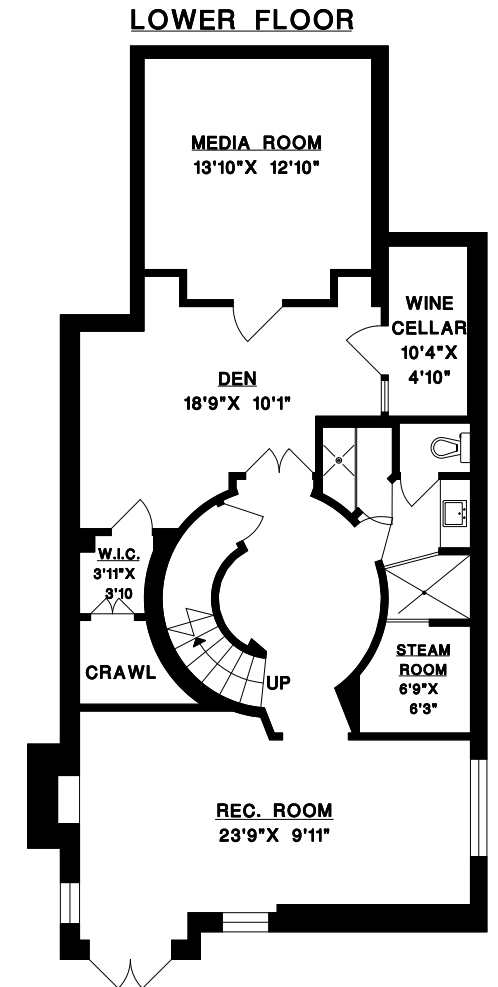 LOWER FLOOR
MEDIA ROOM
13'10"X 12'10"
WINE
CELLAR
10'4"X
4'10"
DEN
18'9"X 10'1"
W.I.C.
3'11"X
3'10
CRAWL
UP
STEAM
ROOM
6'9"X
6'3"
REC. ROOM
23'9"X 9'11"